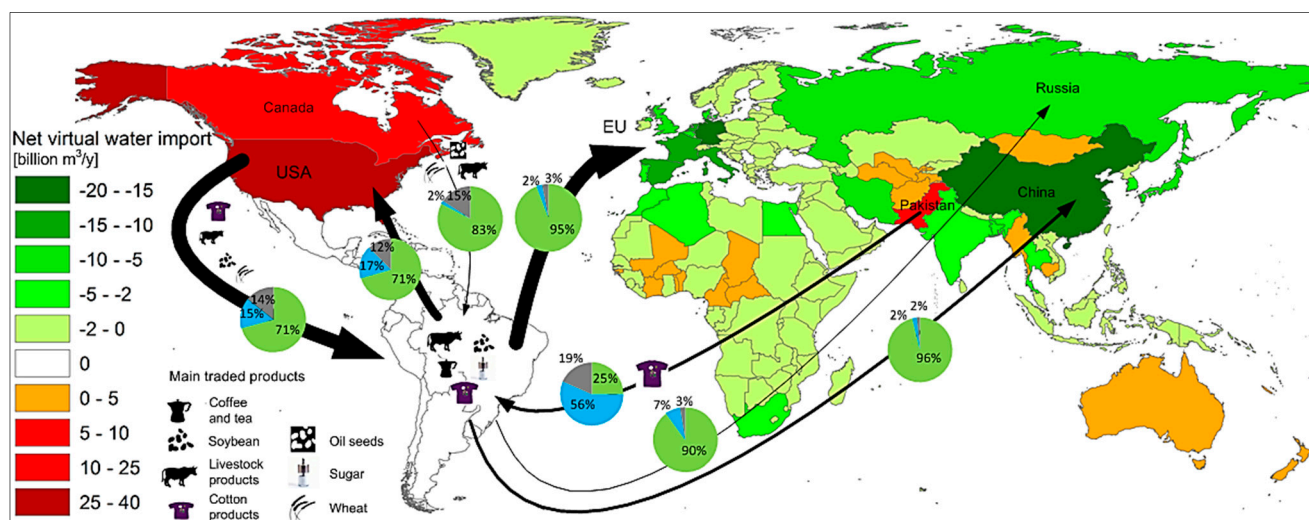 Canada
Russia
Net virtual water import
[billion m³/y]
EU
USA
China
Pakistan
-20 - -15
-15 - -10
-10 - -5
-5 - -2
-2 - 0
0
0 - 5
5 - 10
10 - 25
25 - 40
2%
15%
83%
2%
3%
95%
12%
17%
71%
14%
15%
71%
2%
2%
96%
19%
25%
56%
7%
3%
90%
Main traded products
Coffee
and tea
Soybean
Livestock
products
Cotton
products
Oil seeds
Sugar
Wheat